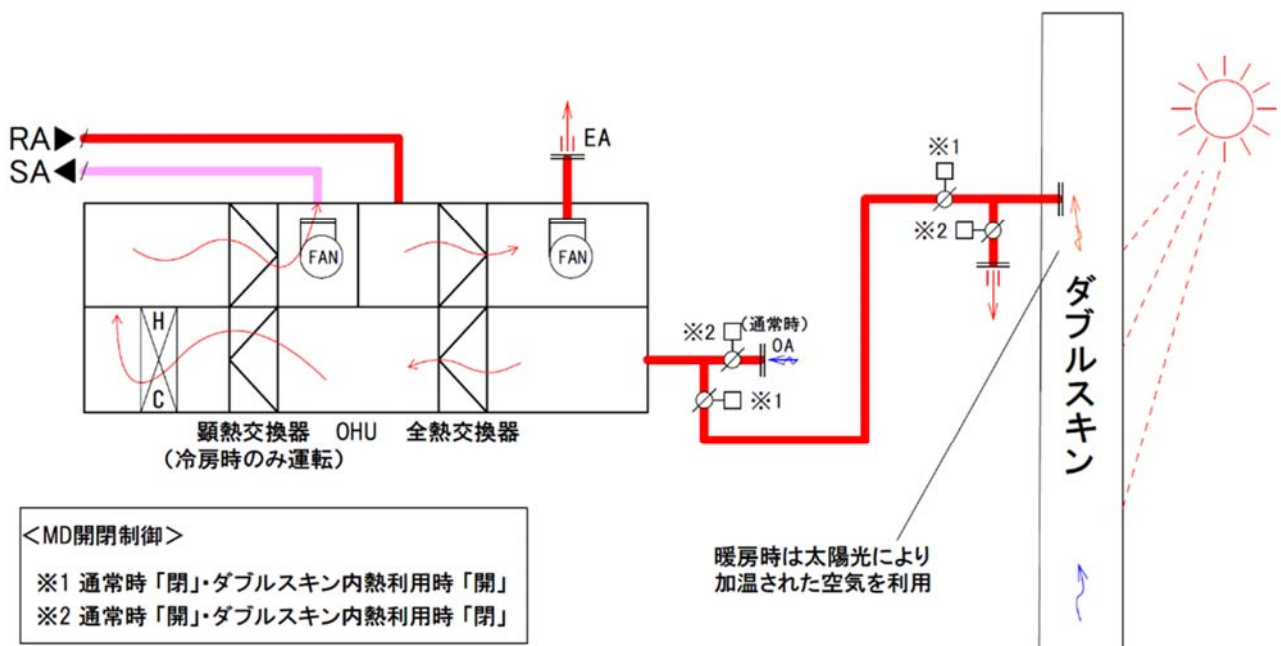 RA▶
SA◀
EA
FAN
FAN
H
C
※2
(通常時)
OA
※1
※1
※2
ダブルスキン
顕熱交換器 OHU 全熱交換器
(冷房時のみ運転)
<MD開閉制御>
※1 通常時「閉」・ダブルスキン内熱利用時「開」
※2 通常時「開」・ダブルスキン内熱利用時「閉」
暖房時は太陽光により
加温された空気を利用